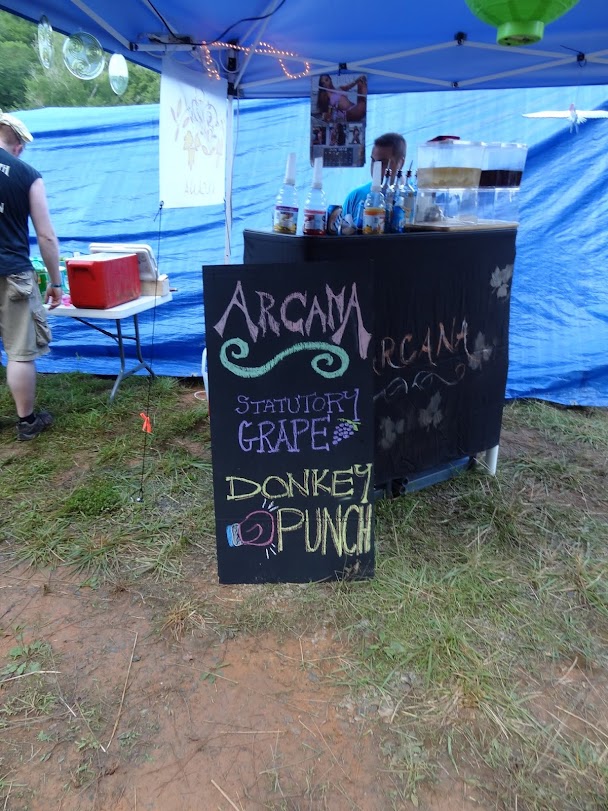 ARCANA
STATUTORY
GRAPE
DONKEY
PUNCH
ARCANA